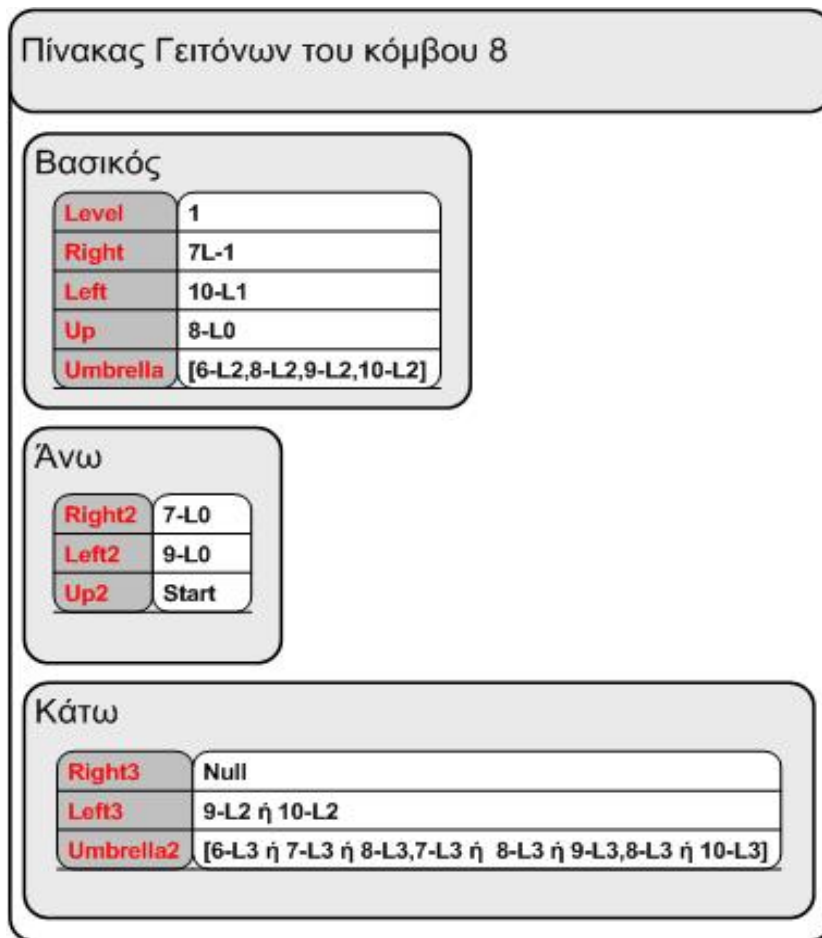 Πίνακας Γειτόνων του κόμβου 8
Βασικός
Level 1
Right 7L-1
Left 10-L1
Up 8-L0
Umbrella [6-L2,8-L2,9-L2,10-L2]
Άνω
Right2 7-L0
Left2 9-L0
Up2 Start
Κάτω
Right3 Null
Left3 9-L2 ή 10-L2
Umbrella2 [6-L3 ή 7-L3 ή 8-L3,7-L3 ή 8-L3 ή 9-L3,8-L3 ή 10-L3]